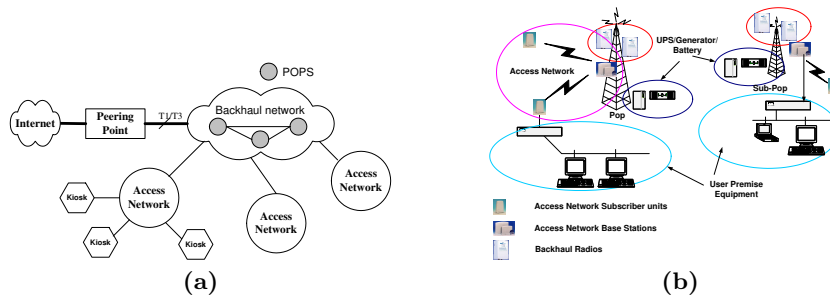 POPS
Backhaul network
Internet
Peering
Point
T1/T3
Access
Network
Access
Network
Access
Network
Kiosk
Kiosk
Kiosk
(a)
UPS/Generator/
Battery
Access Network
Pop
Sub-Pop
User Premise
Equipment
Access Network Subscriber units
Access Network Base Stations
Backhaul Radios
(b)